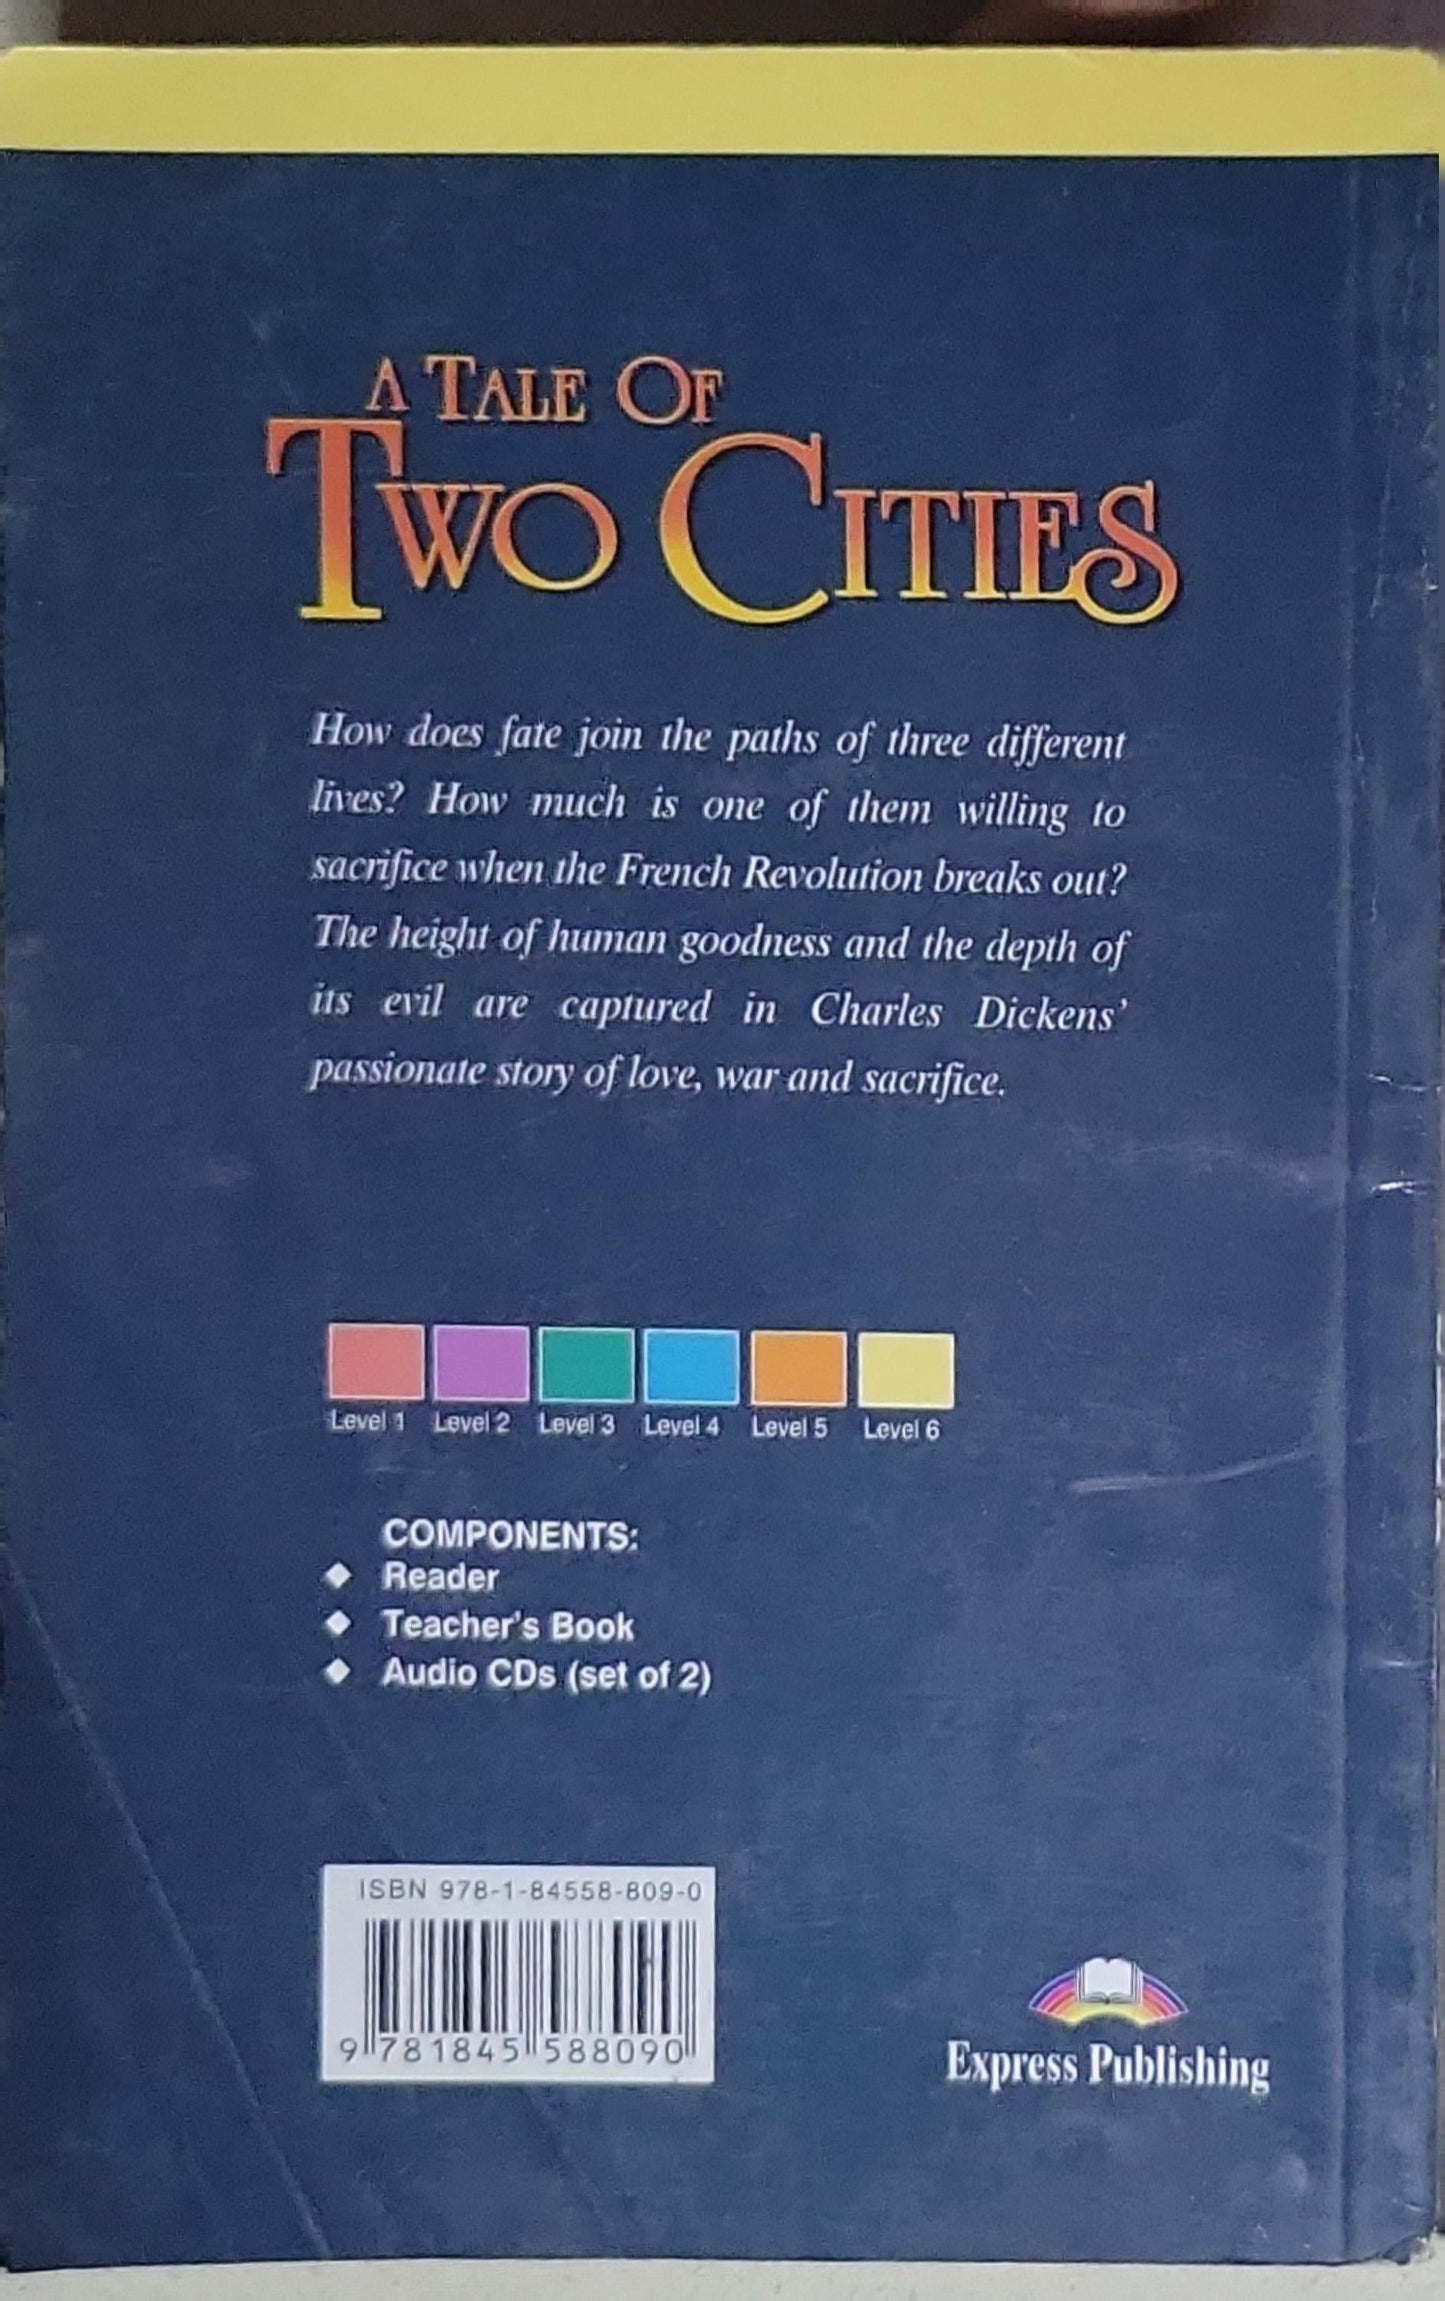 A TALE OF
TWO CITIES
How does fate join the paths of three different
lives? How much is one of them willing to
sacrifice when the French Revolution breaks out?
The height of human goodness and the depth of
its evil are captured in Charles Dickens'
passionate story of love, war and sacrifice.
Level 1 Level 2 Level 3 Level 4 Level 5 Level 6
COMPONENTS:
◆ Reader
◆ Teacher's Book
◆ Audio CDs (set of 2)
ISBN 978-1-84558-809-0
9 781845 588090
Express Publishing